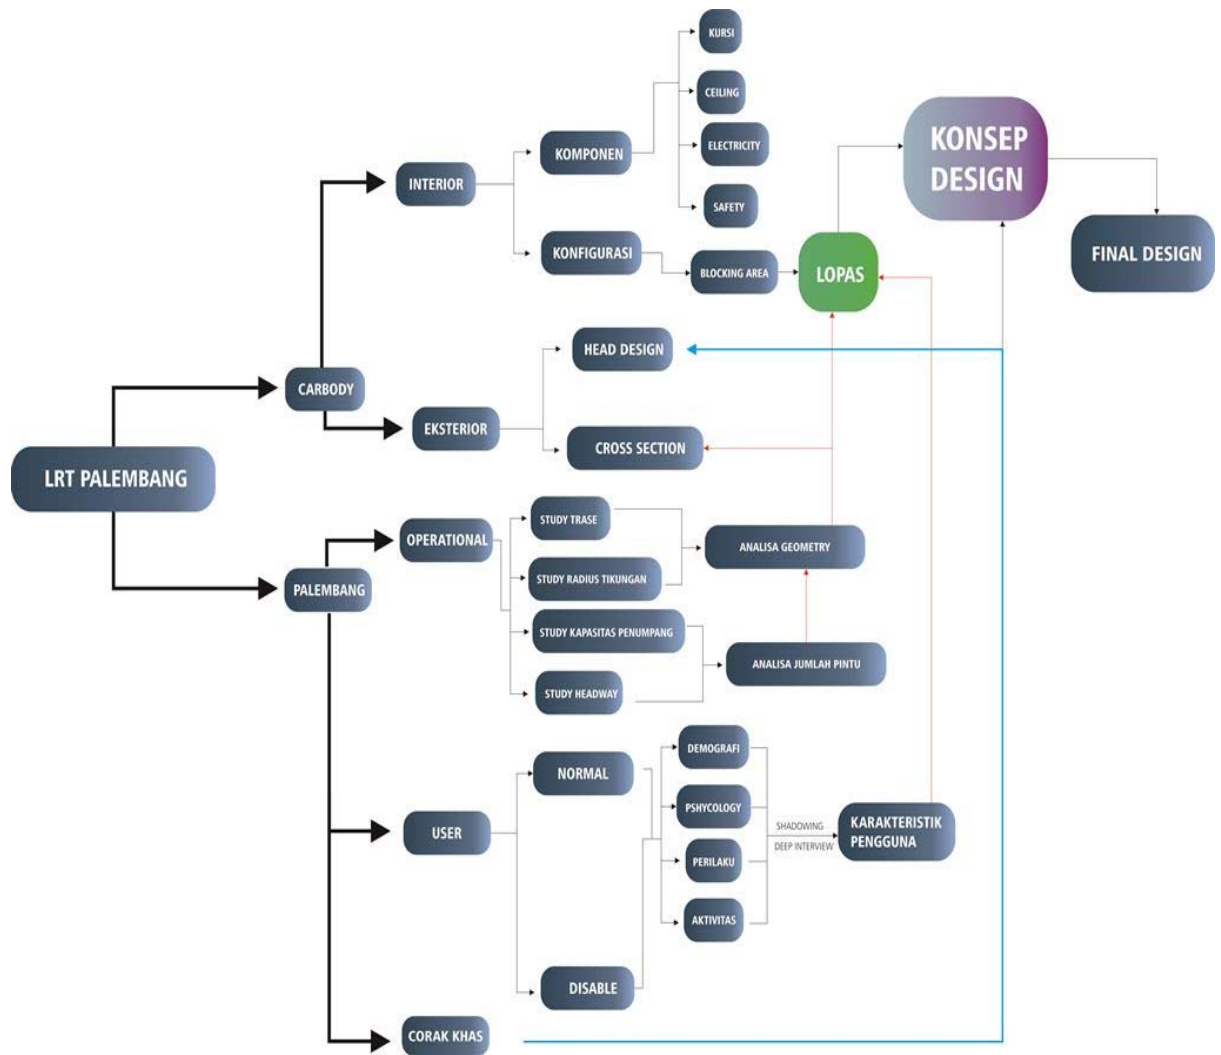 KURSI
CEILING
ELECTRICITY
SAFETY
KOMPONEN
INTERIOR
KONFIGURASI
BLOCKING AREA
LOPAS
KONSEP
DESIGN
FINAL DESIGN
HEAD DESIGN
CARBODY
EKSTERIOR
CROSS SECTION
LRT PALEMBANG
OPERATIONAL
STUDY TRASE
ANALISA GEOMETRY
STUDY RADIUS TIKUNGAN
PALEMBANG
STUDY KAPASITAS PENUMPANG
ANALISA JUMLAH PINTU
STUDY HEADWAY
DEMOGRAFI
NORMAL
PSHYCOLOGY
USER
SHADOWING
DEEP INTERVIEW
KARAKTERISTIK
PENGGUNA
PERILAKU
AKTIVITAS
DISABLE
CORAK KHAS